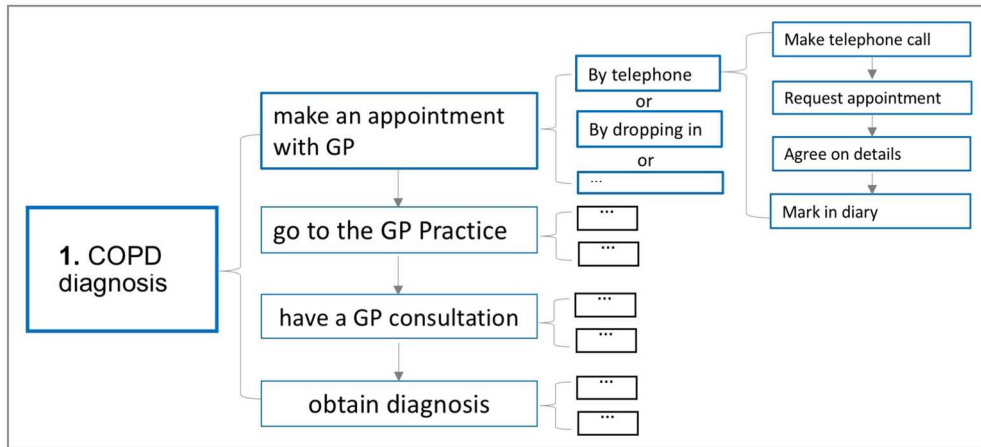 1. COPD
diagnosis
make an appointment
with GP
By telephone
or
By dropping in
or
...
Make telephone call
Request appointment
Agree on details
Mark in diary
go to the GP Practice
...
...
have a GP consultation
...
...
obtain diagnosis
...
...